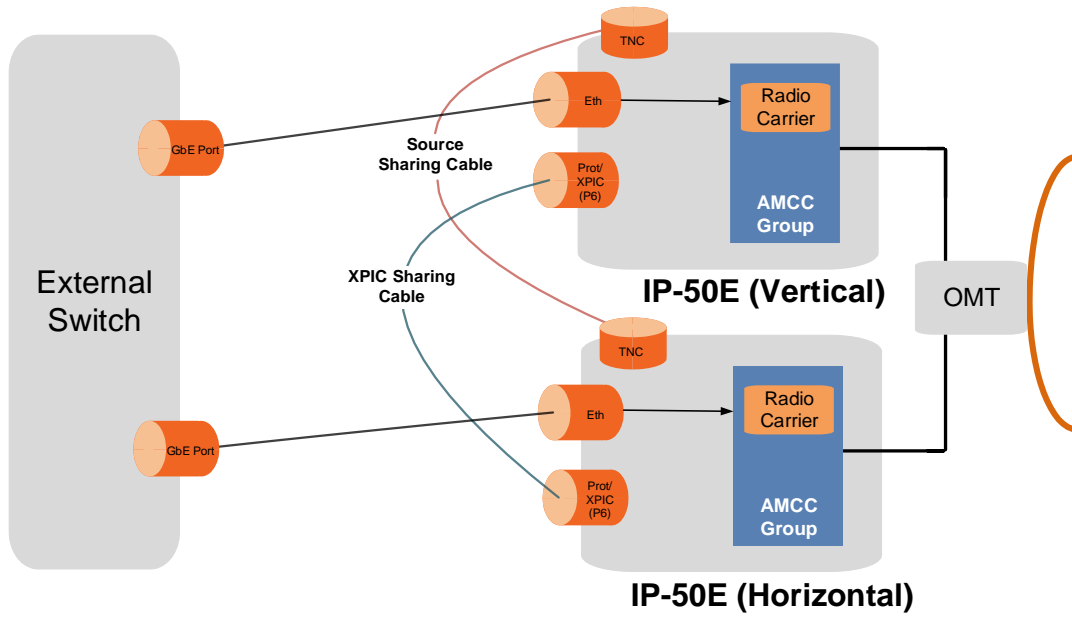 External
Switch
GbE Port
GbE Port
Source
Sharing Cable
XPIC Sharing
Cable
TNC
Eth
Prot/
XPIC
(P6)
Radio
Carrier
AMCC
Group
IP-50E (Vertical)
TNC
Eth
Prot/
XPIC
(P6)
Radio
Carrier
AMCC
Group
IP-50E (Horizontal)
OMT